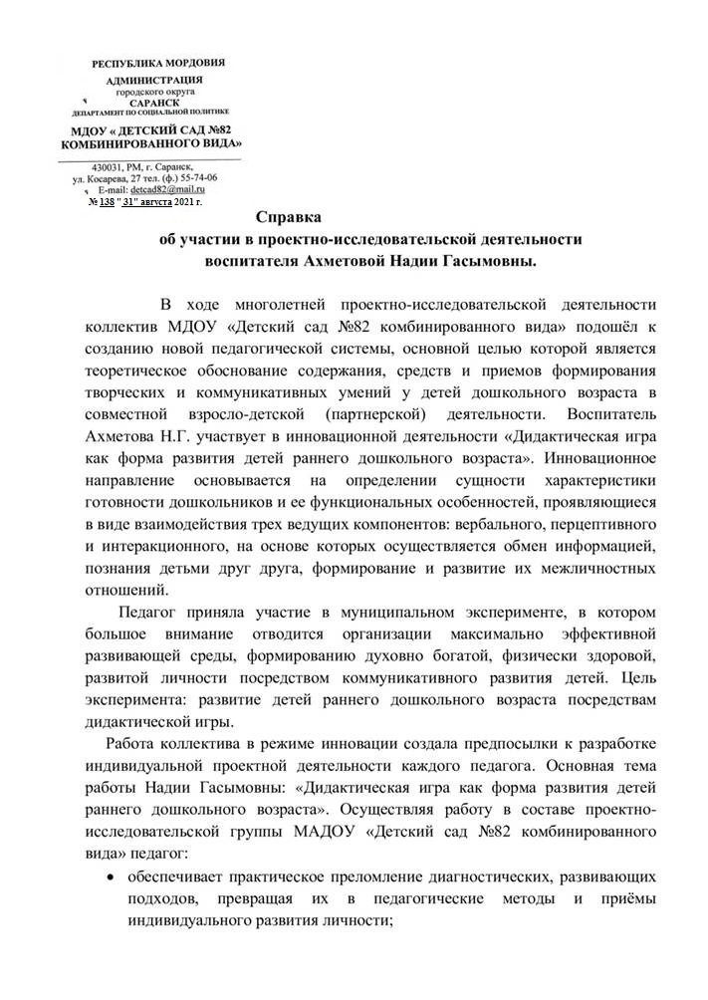 РЕСПУБЛИКА МОРДОВИЯ
АДМИНИСТРАЦИЯ
городского округа
САРАНСК
ДЕПАРТАМЕНТ ПО СОЦИАЛЬНОЙ ПОЛИТИКЕ
МДОУ « ДЕТСКИЙ САД №82
КОМБИНИРОВАННОГО ВИДА»
430031, РМ, г. Саранск,
ул. Косарева, 27 тел. (ф.) 55-74-06
E-mail: detcad82@mail.ru
№ 138 " 31" августа 2021 г.
Справка
об участии в проектно-исследовательской деятельности
воспитателя Ахметовой Надии Гасымовны.
В ходе многолетней проектно-исследовательской деятельности
коллектив МДОУ «Детский сад №82 комбинированного вида» подошёл к
созданию новой педагогической системы, основной целью которой является
теоретическое обоснование содержания, средств и приемов формирования
творческих и коммуникативных умений у детей дошкольного возраста в
совместной взросло-детской (партнерской) деятельности. Воспитатель
Ахметова Н.Г. участвует в инновационной деятельности «Дидактическая игра
как форма развития детей раннего дошкольного возраста». Инновационное
направление основывается на определении сущности характеристики
готовности дошкольников и ее функциональных особенностей, проявляющиеся
в виде взаимодействия трех ведущих компонентов: вербального, перцептивного
и интеракционного, на основе которых осуществляется обмен информацией,
познания детьми друг друга, формирование и развитие их межличностных
отношений.
Педагог приняла участие в муниципальном эксперименте, в котором
большое внимание отводится организации максимально эффективной
развивающей среды, формированию духовно богатой, физически здоровой,
развитой личности посредством коммуникативного развития детей. Цель
эксперимента: развитие детей раннего дошкольного возраста посредствам
дидактической игры.
Работа коллектива в режиме инновации создала предпосылки к разработке
индивидуальной проектной деятельности каждого педагога. Основная тема
работы Надии Гасымовны: «Дидактическая игра как форма развития детей
раннего дошкольного возраста». Осуществляя работу в составе проектно-
исследовательской группы МАДОУ «Детский сад №82 комбинированного
вида» педагог:
• обеспечивает практическое преломление диагностических, развивающих
подходов, превращая их в педагогические методы и приёмы
индивидуального развития личности;